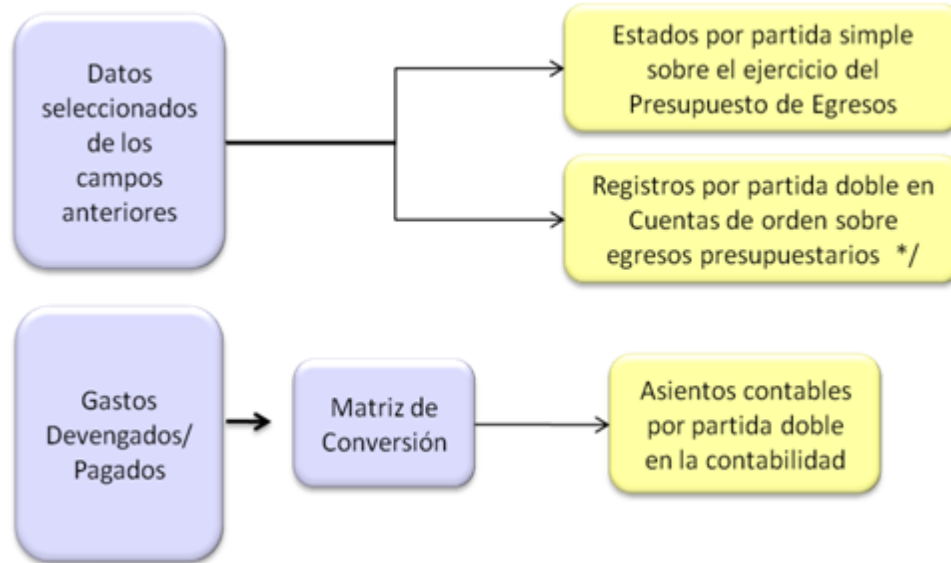 Datos
seleccionados
de los
campos
anteriores
Estados por partida simple
sobre el ejercicio del
Presupuesto de Egresos
Registros por partida doble en
Cuentas de orden sobre
egresos presupuestarios */
Gastos
Devengados/
Pagados
Matriz de
Conversión
Asientos contables
por partida doble
en la contabilidad